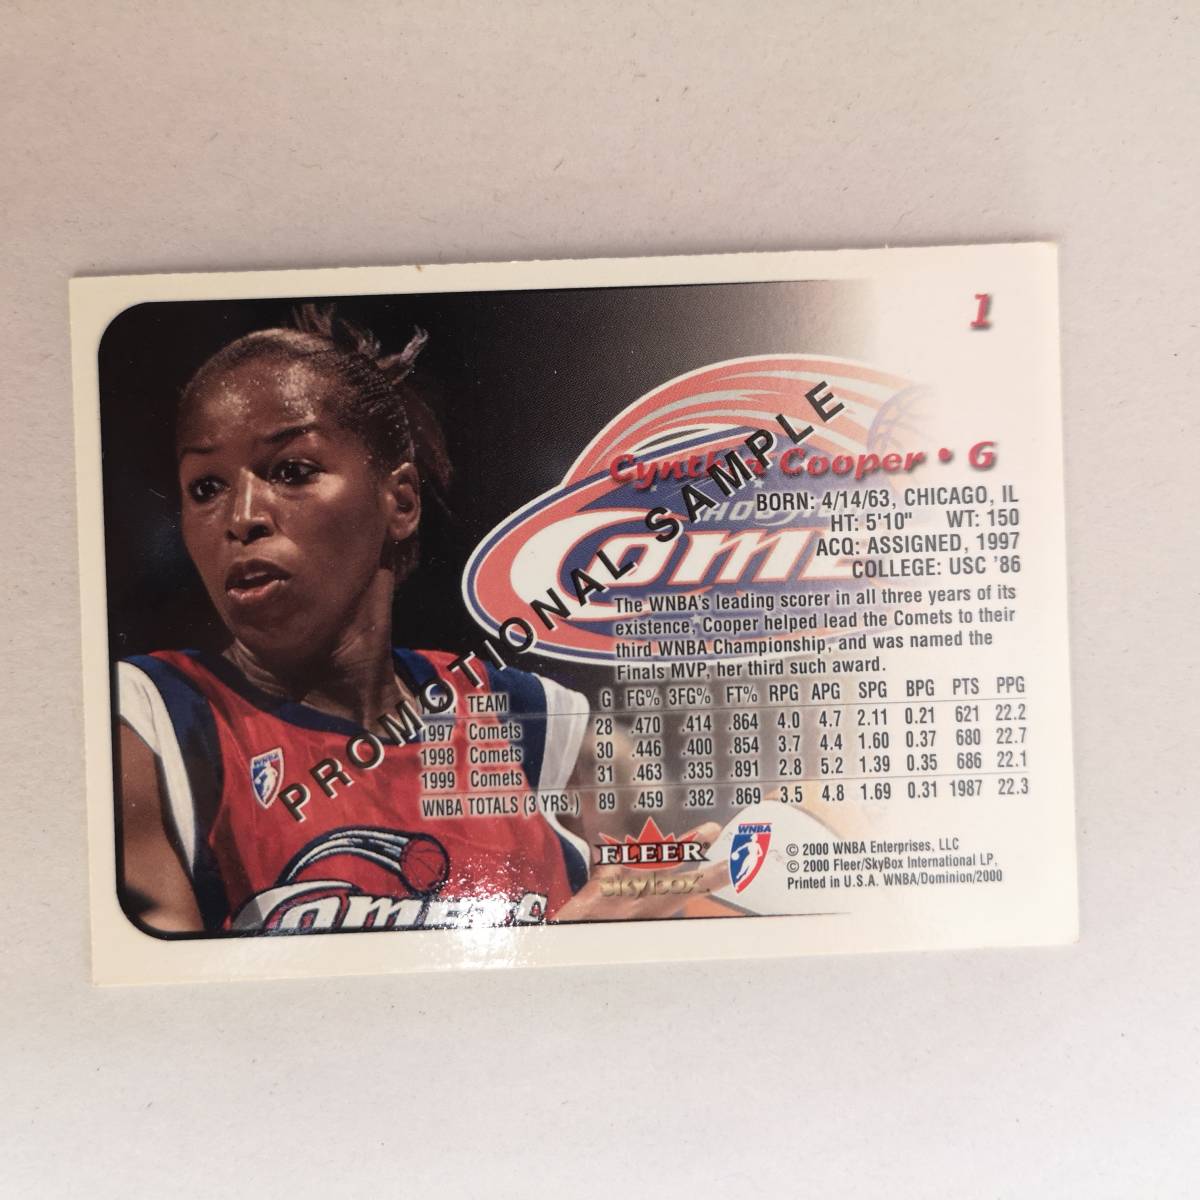 1
Cynthia Cooper • G
BORN: 4/14/63, CHICAGO, IL
HT: 5'10" WT: 150
ACQ: ASSIGNED, 1997
COLLEGE: USC '86
COMETS
The WNBA's leading scorer in all three years of its
existence, Cooper helped lead the Comets to their
third WNBA Championship, and was named the
Finals MVP, her third such award.
TEAM G FG% 3FG% FT% RPG APG SPG BPG PTS PPG
1997 Comets 28 .470 .414 .864 4.0 4.7 2.11 0.21 621 22.2
1998 Comets 30 .446 .400 .854 3.7 4.4 1.60 0.37 680 22.7
1999 Comets 31 .463 .335 .891 2.8 5.2 1.39 0.35 686 22.1
WNBA TOTALS (3 YRS.) 89 .459 .382 .869 3.5 4.8 1.69 0.31 1987 22.3
PROMOTIONAL SAMPLE
WNBA
COMETS
FLEER
skybox
WNBA
© 2000 WNBA Enterprises, LLC
© 2000 Fleer/SkyBox International LP,
Printed in U.S.A. WNBA/Dominion/2000